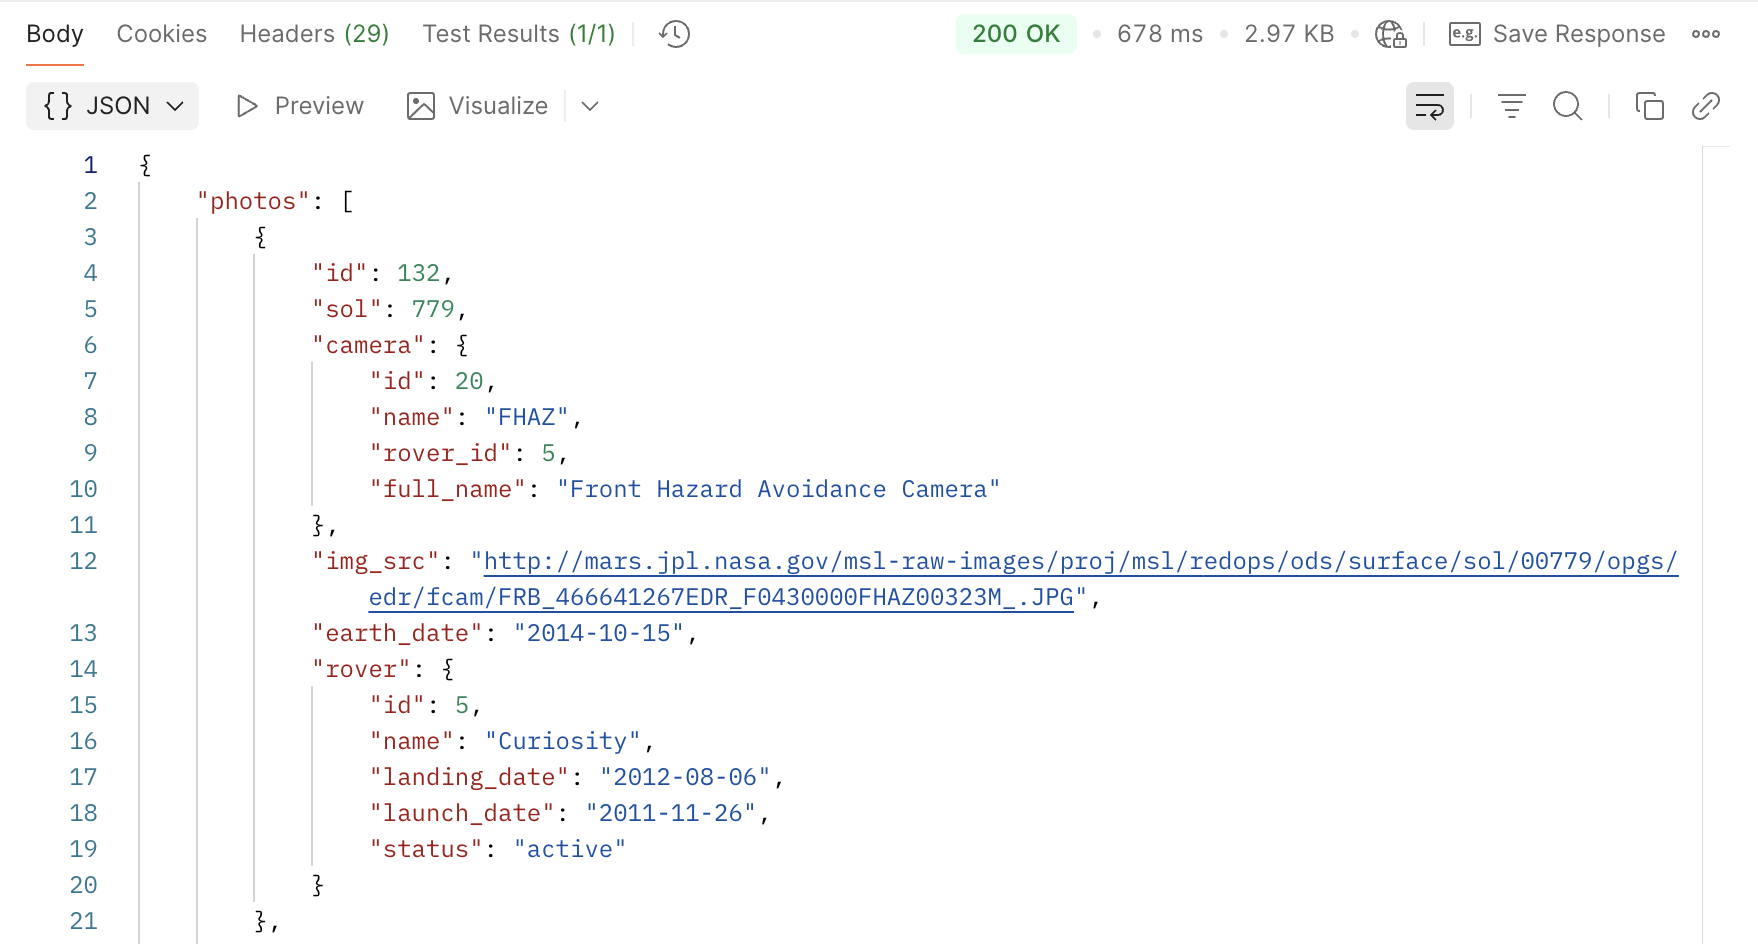 Body Cookies Headers (29) Test Results (1/1) 200 OK • 678 ms • 2.97 KB • e.g. Save Response
{} JSON Preview Visualize
1 {
2 "photos": [
3 {
4 "id": 132,
5 "sol": 779,
6 "camera": {
7 "id": 20,
8 "name": "FHAZ",
9 "rover_id": 5,
10 "full_name": "Front Hazard Avoidance Camera"
11 },
12 "img_src": "http://mars.jpl.nasa.gov/msl-raw-images/proj/msl/redops/ods/surface/sol/00779/opgs/
edr/fcam/FRB_466641267EDR_F0430000FHAZ00323M_.JPG",
13 "earth_date": "2014-10-15",
14 "rover": {
15 "id": 5,
16 "name": "Curiosity",
17 "landing_date": "2012-08-06",
18 "launch_date": "2011-11-26",
19 "status": "active"
20 }
21 },